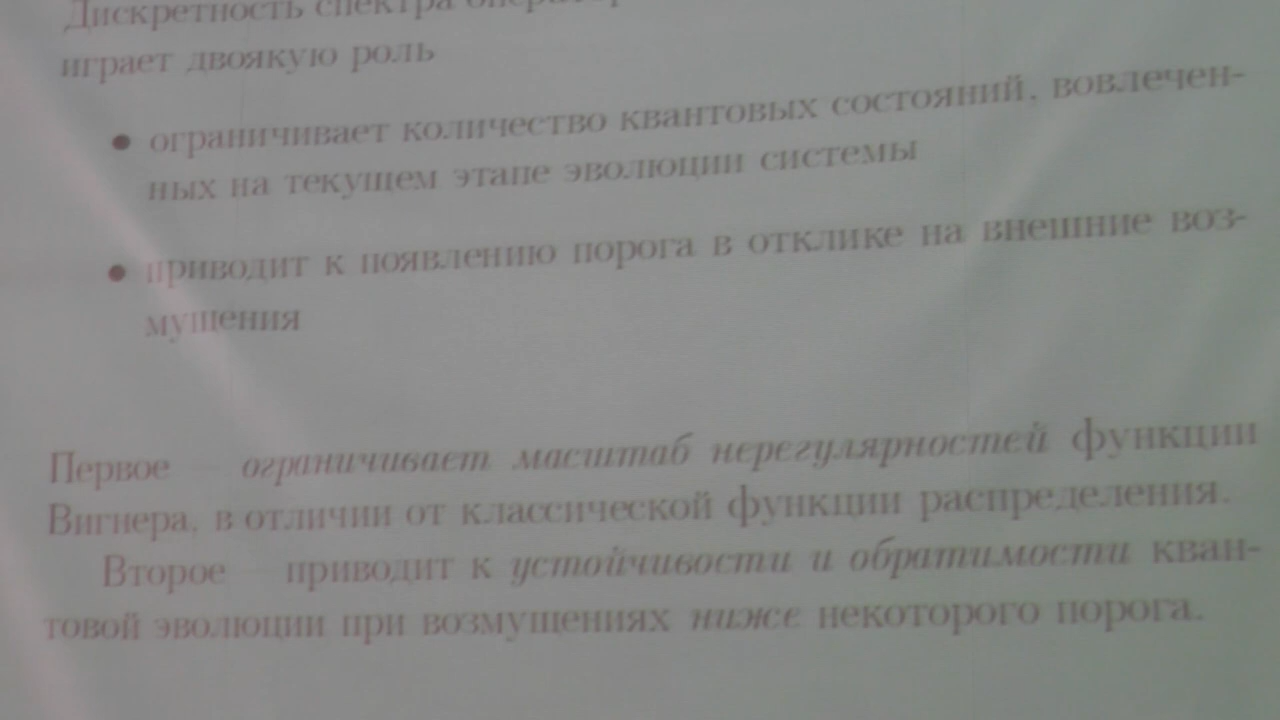 Дискретность спектра
играет двоякую роль
• ограничивает количество квантовых состояний, вовлечен-
ных на текущем этапе эволюции системы
• приводит к появлению порога в отклике на внешние воз-
мущения
Первое — ограничивает масштаб нерегулярностей функции
Вигнера, в отличии от классической функции распределения.
Второе — приводит к устойчивости и обратимости кван-
товой эволюции при возмущениях ниже некоторого порога.